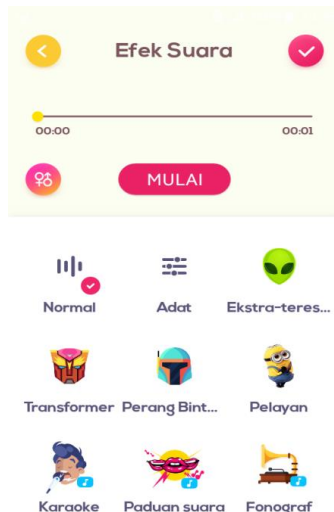 Efek Suara
00:00 00:01
MULAI
Normal Adat Ekstra-teres...
Transformer Perang Bint... Pelayan
Karaoke Paduan suara Fonograf